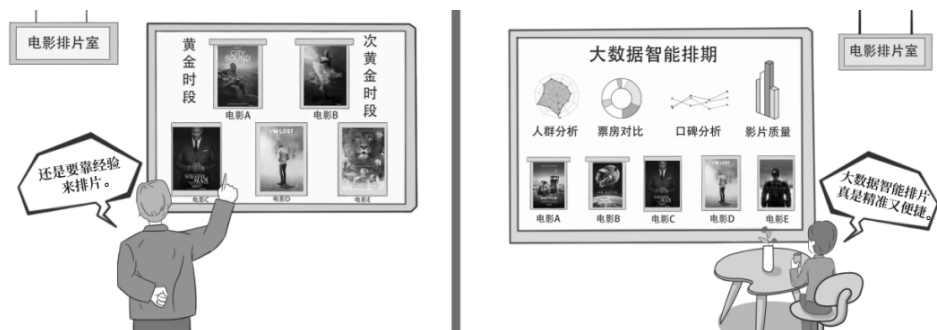 电影排片室
黄金时段
次黄金时段
电影A
电影B
I'M LOST
WRATH
MAN
电影C
电影D
电影E
还是要靠经验
来排片。
电影排片室
大数据智能排期
人群分析
票房对比
口碑分析
影片质量
I'M LOST
电影A
电影B
电影C
电影D
电影E
大数据智能排片
真是精准又便捷。